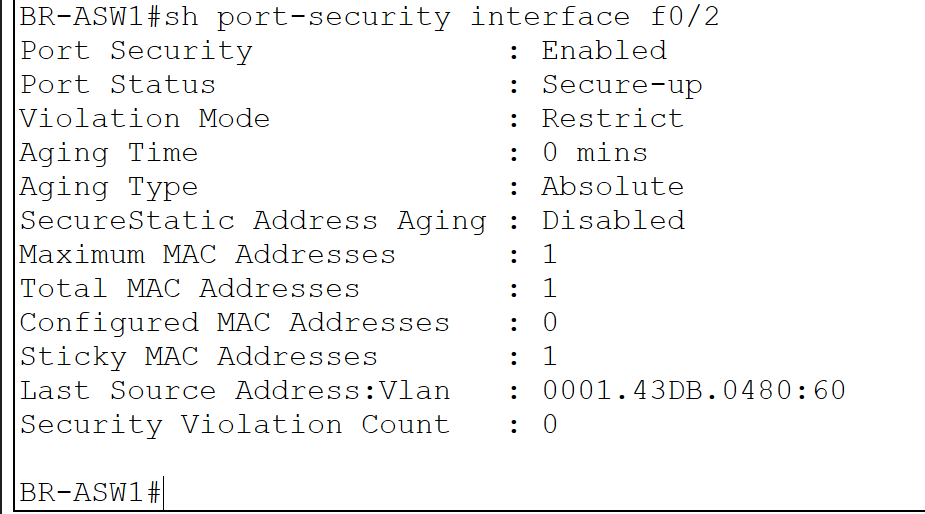 BR-ASW1#sh port-security interface f0/2
Port Security              : Enabled
Port Status                : Secure-up
Violation Mode             : Restrict
Aging Time                 : 0 mins
Aging Type                 : Absolute
SecureStatic Address Aging : Disabled
Maximum MAC Addresses      : 1
Total MAC Addresses        : 1
Configured MAC Addresses   : 0
Sticky MAC Addresses       : 1
Last Source Address:Vlan   : 0001.43DB.0480:60
Security Violation Count   : 0
BR-ASW1#